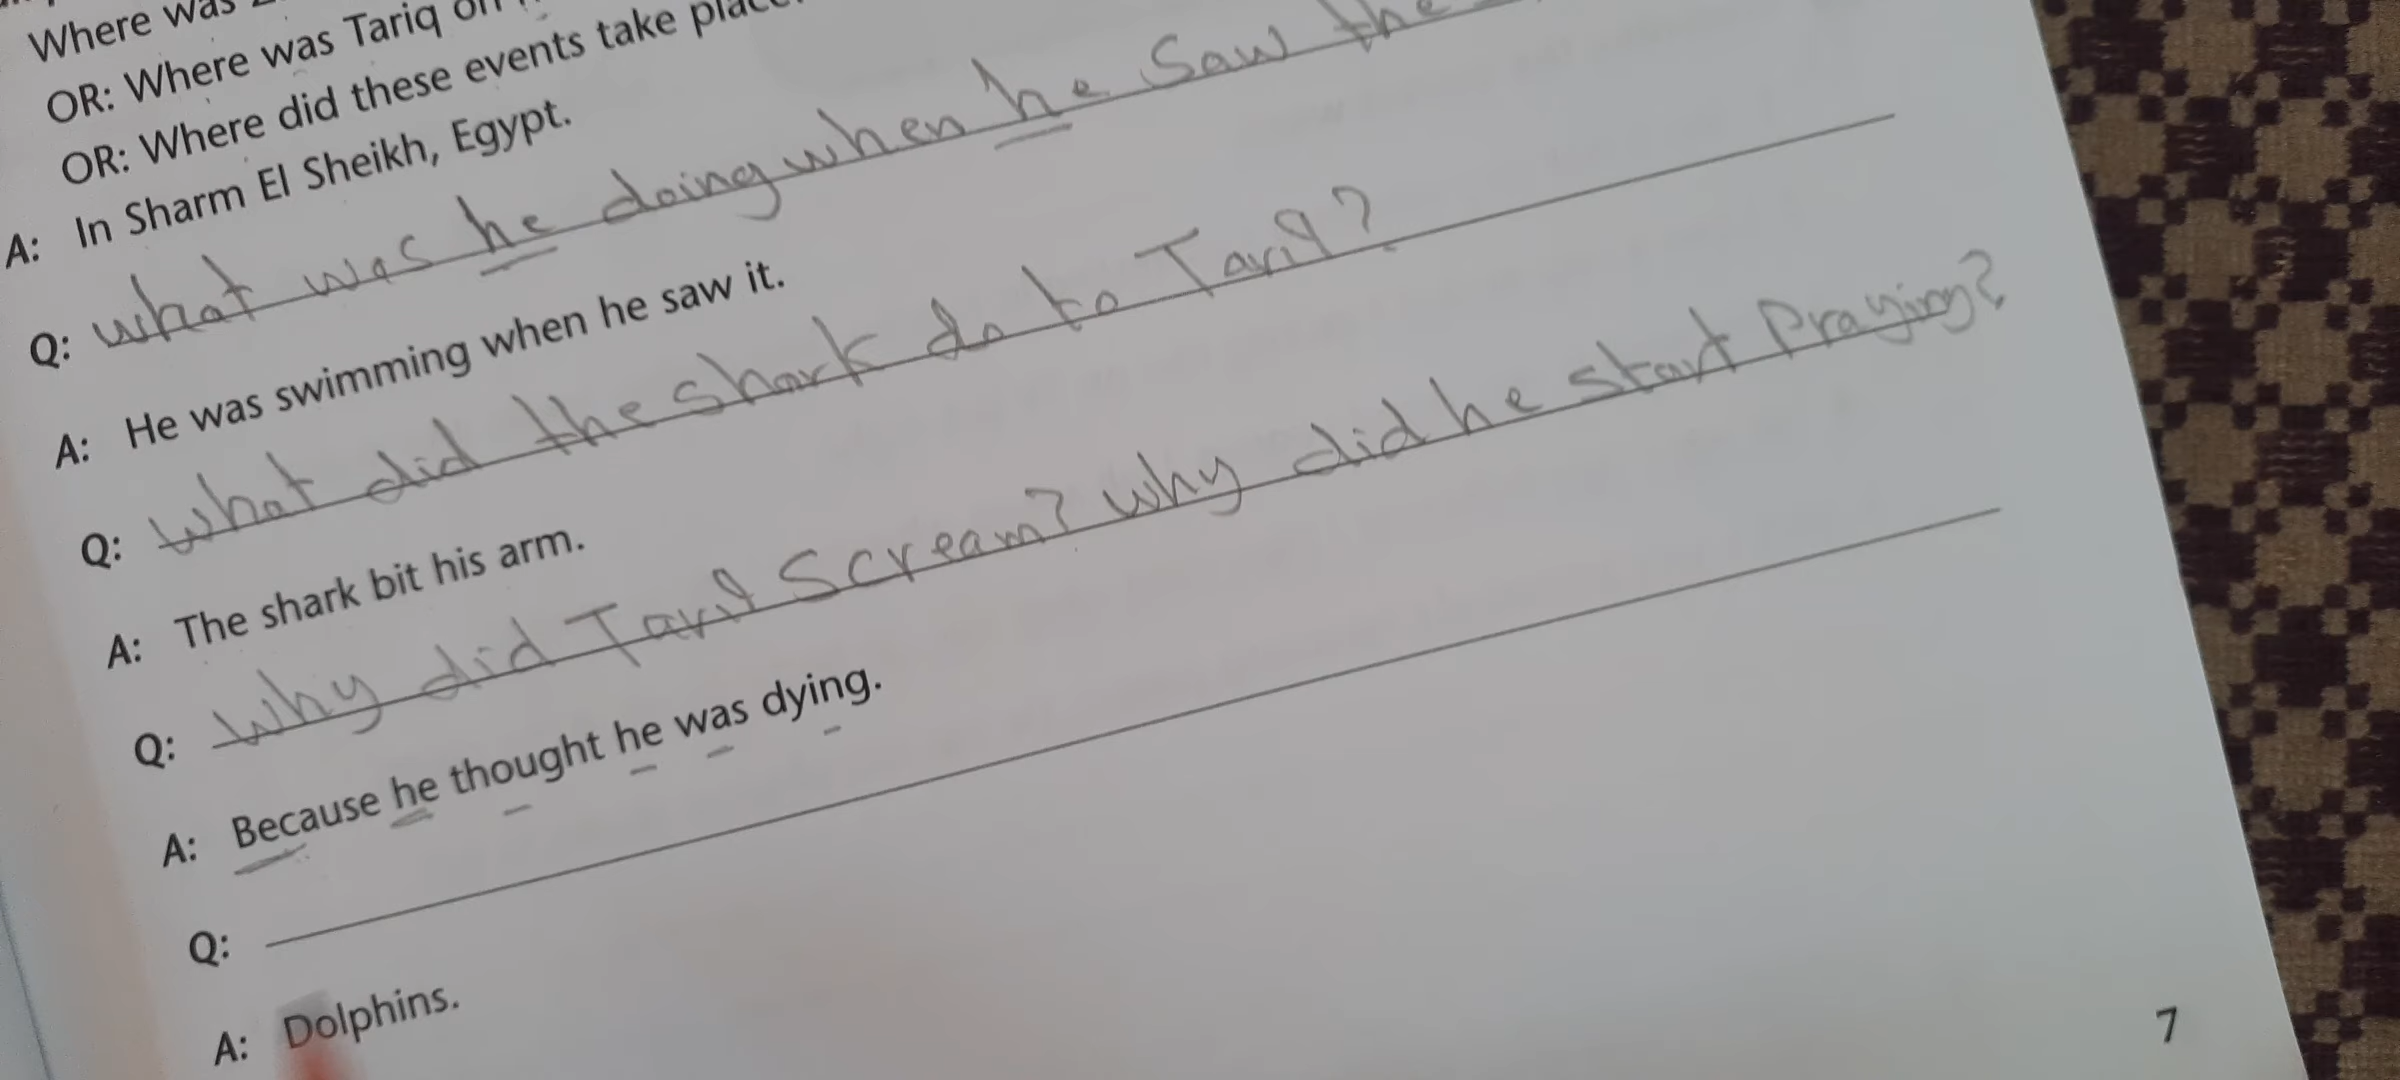 Where was
OR: Where was Tariq on
OR: Where did these events take place
A: In Sharm El Sheikh, Egypt.
Q: What was he doing when he saw the
A: He was swimming when he saw it.
Q: What did the shark do to Tariq?
A: The shark bit his arm.
Q: Why did Tariq scream? Why did he start Praying?
A: Because he thought he was dying.
Q:
A: Dolphins.
7